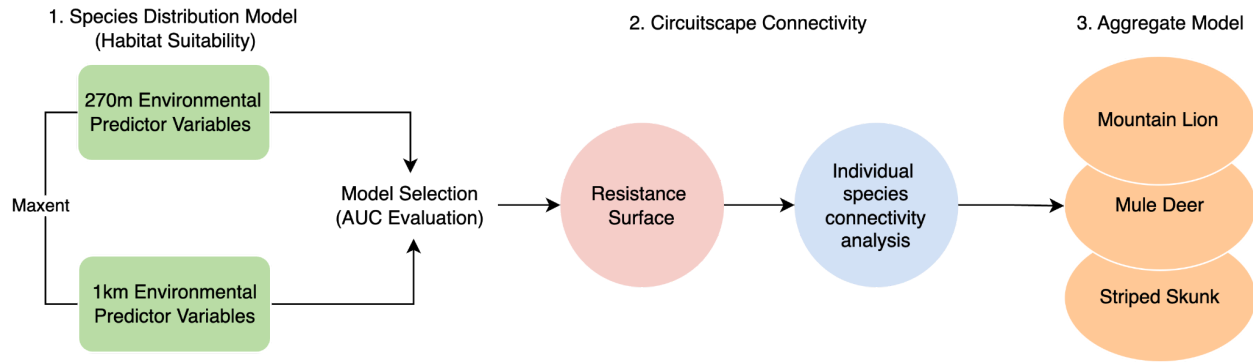 1. Species Distribution Model
(Habitat Suitability)
270m Environmental
Predictor Variables
Maxent
1km Environmental
Predictor Variables
Model Selection
(AUC Evaluation)
2. Circuitscape Connectivity
Resistance
Surface
Individual
species
connectivity
analysis
3. Aggregate Model
Mountain Lion
Mule Deer
Striped Skunk